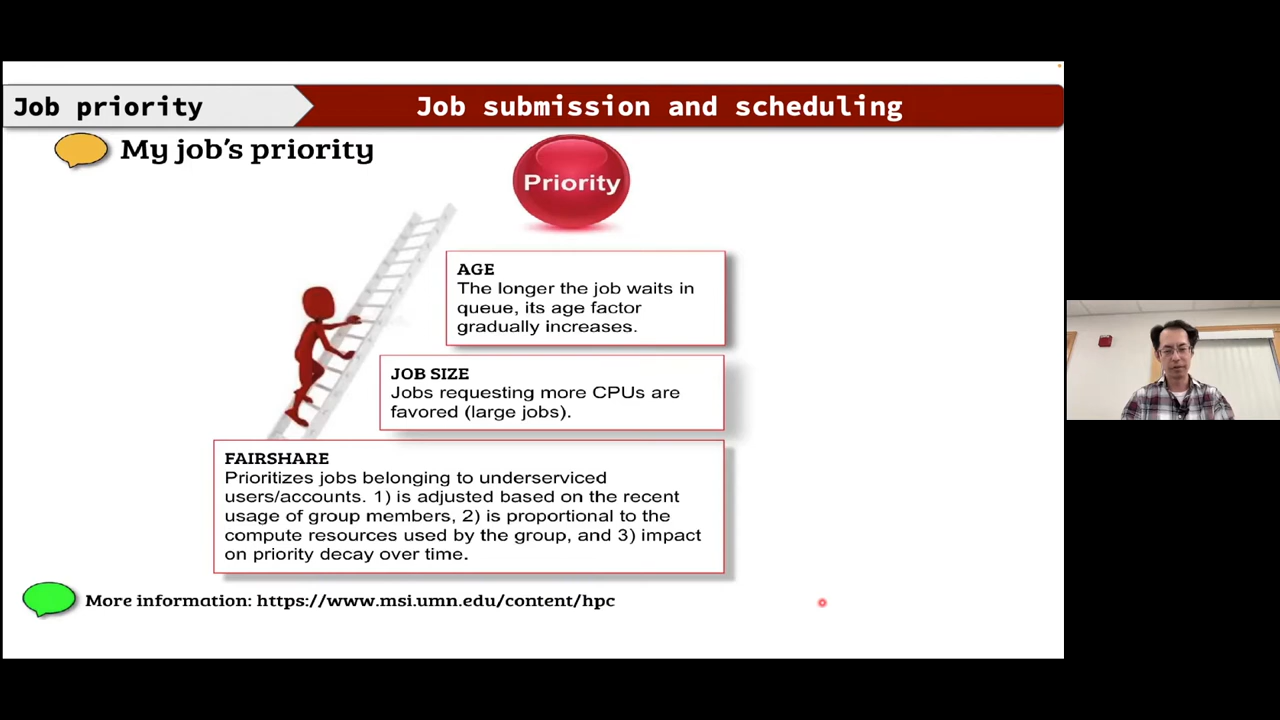 Job priority
Job submission and scheduling
My job's priority
Priority
AGE
The longer the job waits in
queue, its age factor
gradually increases.
JOB SIZE
Jobs requesting more CPUs are
favored (large jobs).
FAIRSHARE
Prioritizes jobs belonging to underserviced
users/accounts. 1) is adjusted based on the recent
usage of group members, 2) is proportional to the
compute resources used by the group, and 3) impact
on priority decay over time.
More information: https://www.msi.umn.edu/content/hpc